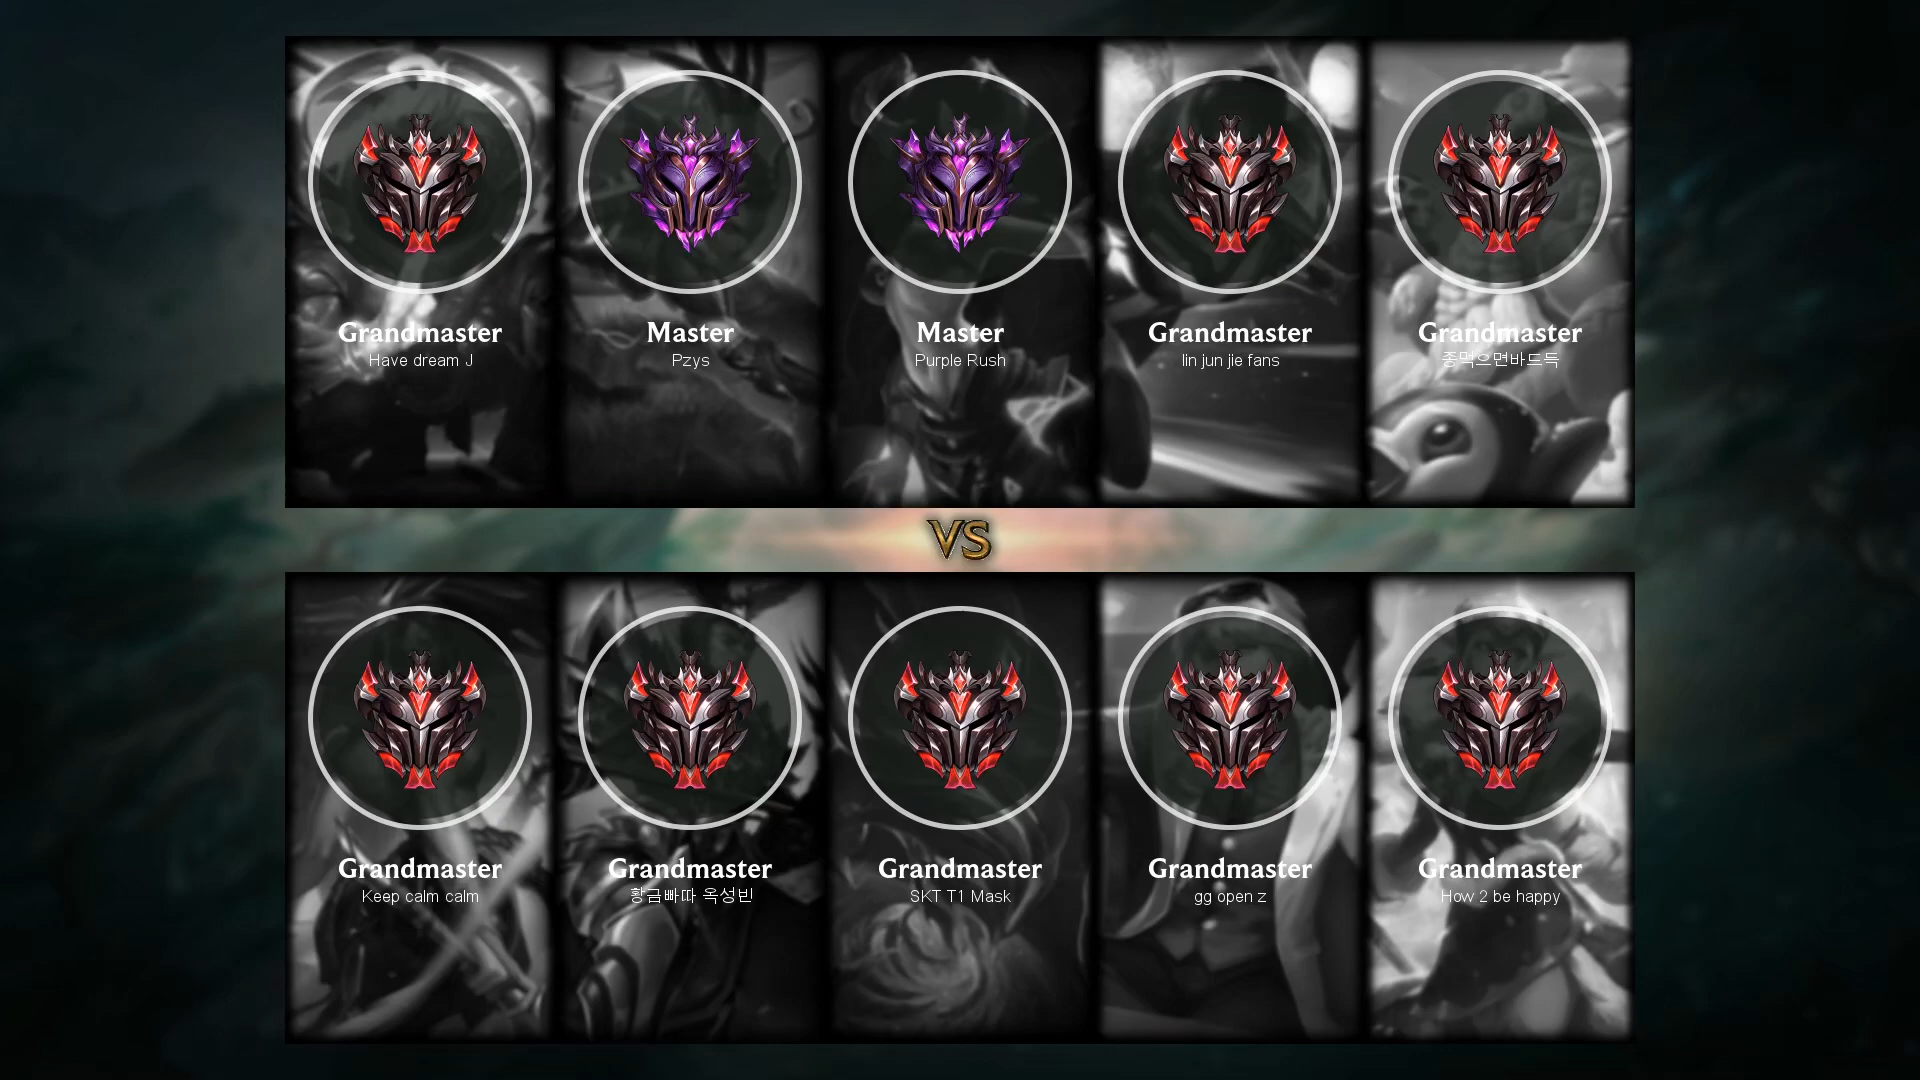 Grandmaster
Have dream J
Master
Pzys
Master
Purple Rush
Grandmaster
lin jun jie fans
Grandmaster
종먹으면바드득
VS
Grandmaster
Keep calm calm
Grandmaster
황금빠따 옥성빈
Grandmaster
SKT T1 Mask
Grandmaster
gg open z
Grandmaster
How 2 be happy